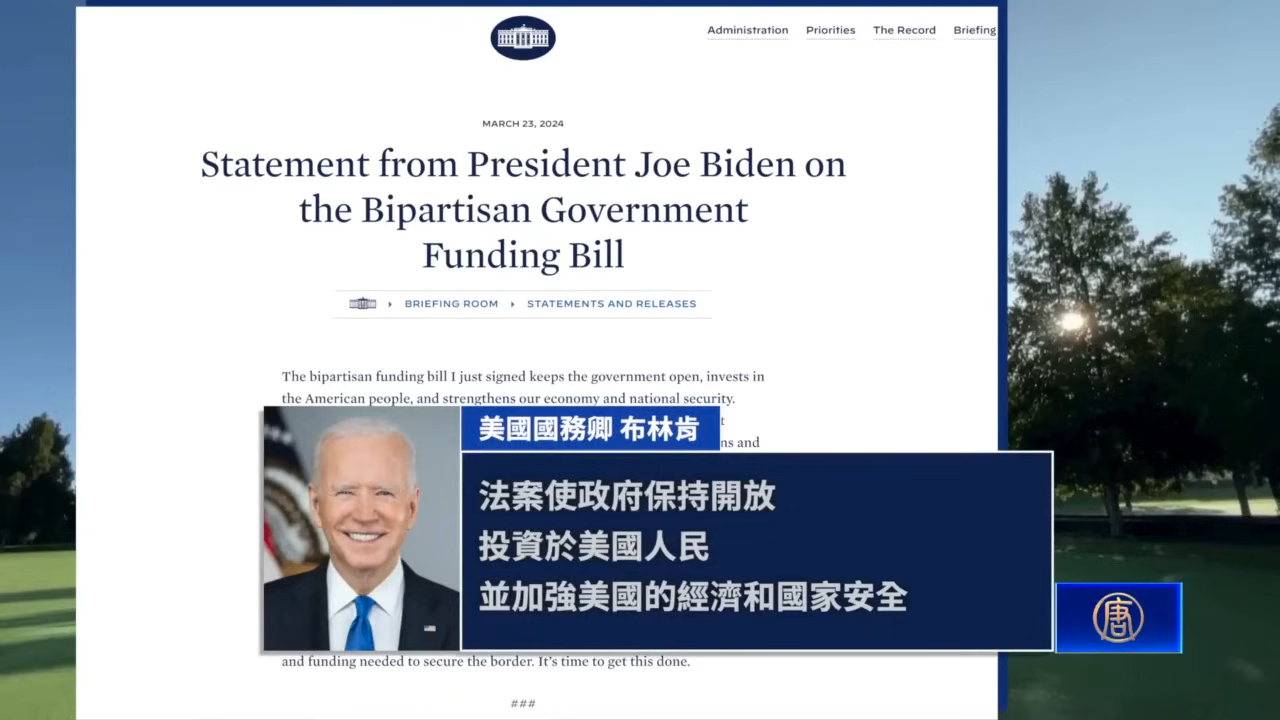 Administration Priorities The Record Briefing
MARCH 23, 2024
Statement from President Joe Biden on
the Bipartisan Government
Funding Bill
BRIEFING ROOM STATEMENTS AND RELEASES
The bipartisan funding bill I just signed keeps the government open, invests in
the American people, and strengthens our economy and national security.
美國國務卿 布林肯
and
法案使政府保持開放
投資於美國人民
並加強美國的經濟和國家安全
唐
and funding needed to secure the border. It’s time to get this done.
###